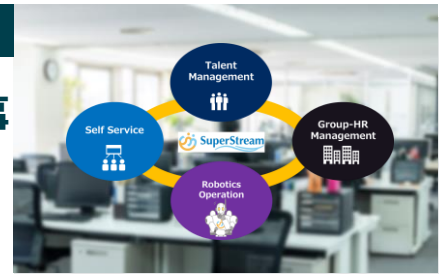 Talent
Management
Self Service
SuperStream
Group-HR
Management
Robotics
Operation